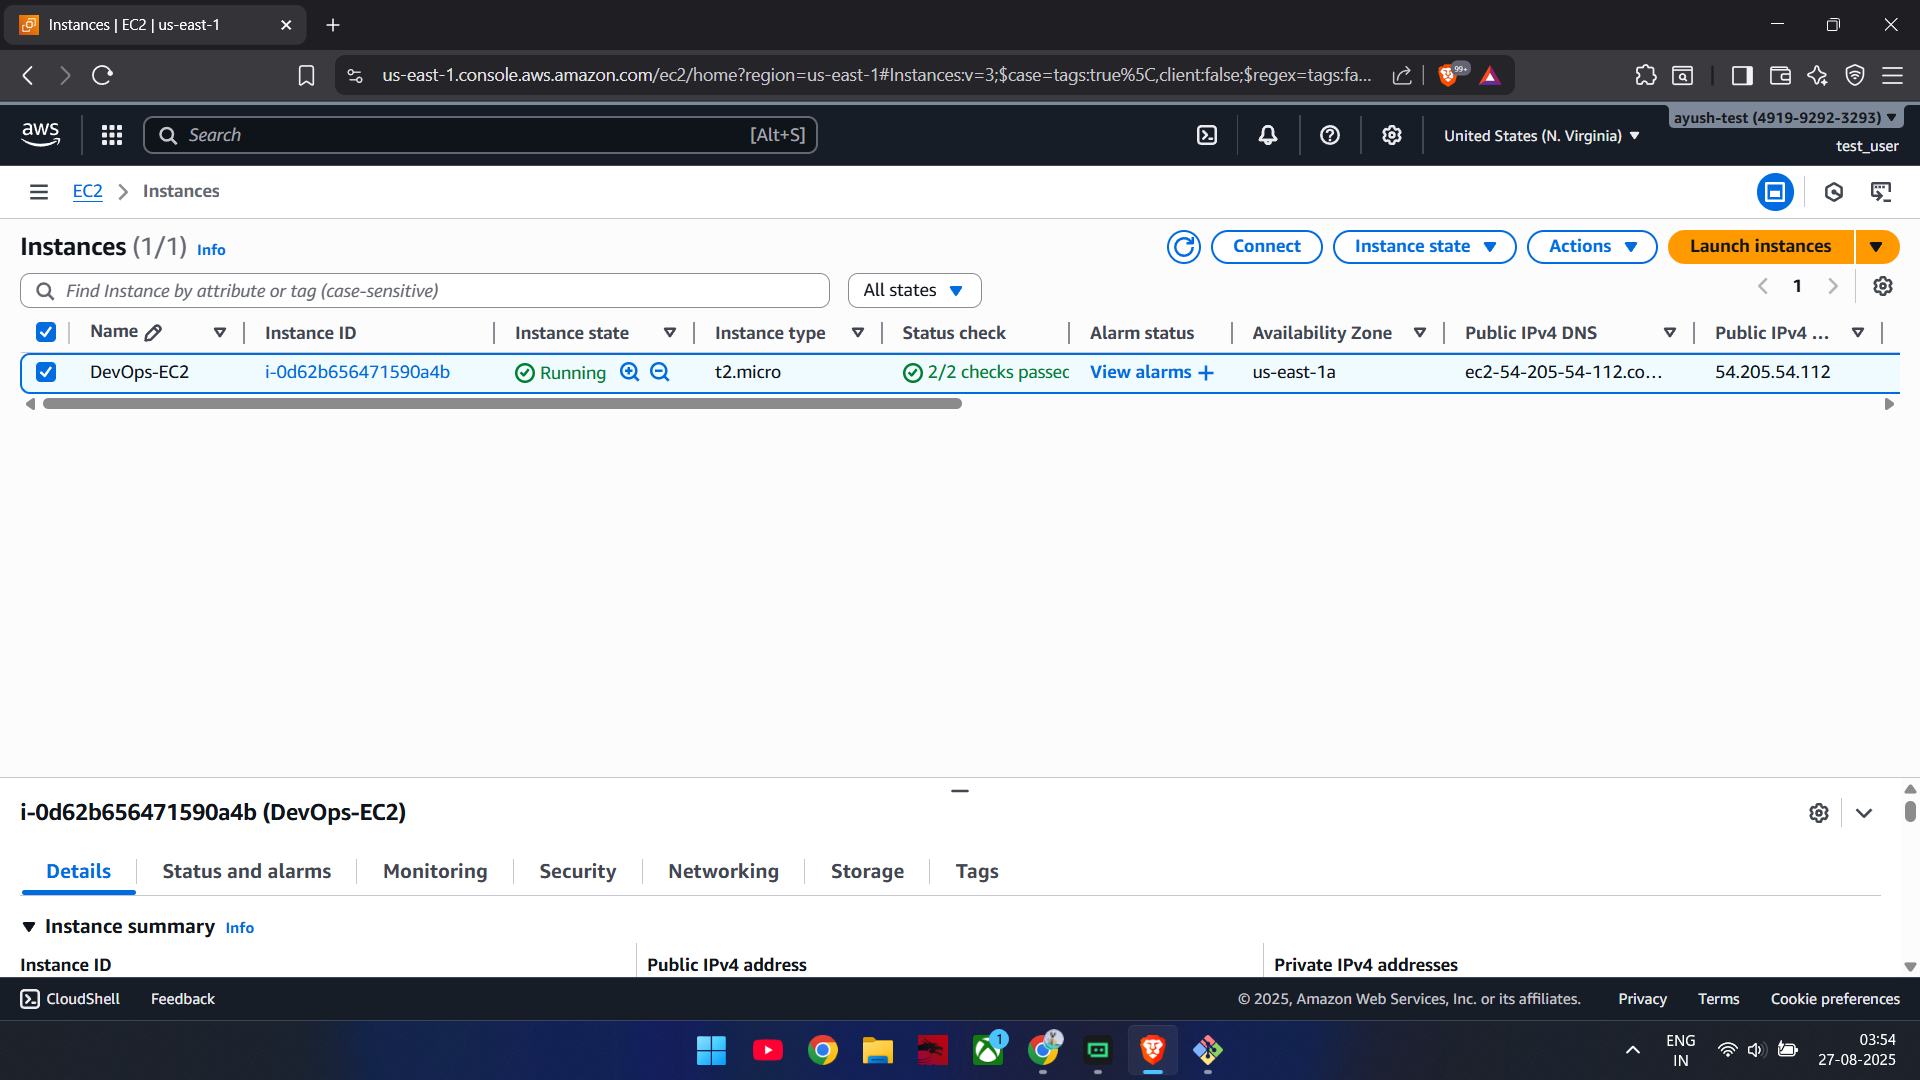 Instances | EC2 | us-east-1
us-east-1.console.aws.amazon.com/ec2/home?region=us-east-1#Instances:v=3;$case=tags:true%5C,client:false;$regex=tags:fa...
99+
aws
Search
[Alt+S]
United States (N. Virginia)
ayush-test (4919-9292-3293)
test_user
EC2
Instances
Instances (1/1) Info
Connect
Instance state
Actions
Launch instances
Find Instance by attribute or tag (case-sensitive)
All states
1
Name
Instance ID
Instance state
Instance type
Status check
Alarm status
Availability Zone
Public IPv4 DNS
Public IPv4 ...
DevOps-EC2
i-0d62b656471590a4b
Running
t2.micro
2/2 checks passed
View alarms +
us-east-1a
ec2-54-205-54-112.co...
54.205.54.112
i-0d62b656471590a4b (DevOps-EC2)
Details
Status and alarms
Monitoring
Security
Networking
Storage
Tags
Instance summary Info
Instance ID
Public IPv4 address
Private IPv4 addresses
CloudShell
Feedback
© 2025, Amazon Web Services, Inc. or its affiliates.
Privacy
Terms
Cookie preferences
1
ENG
IN
03:54
27-08-2025